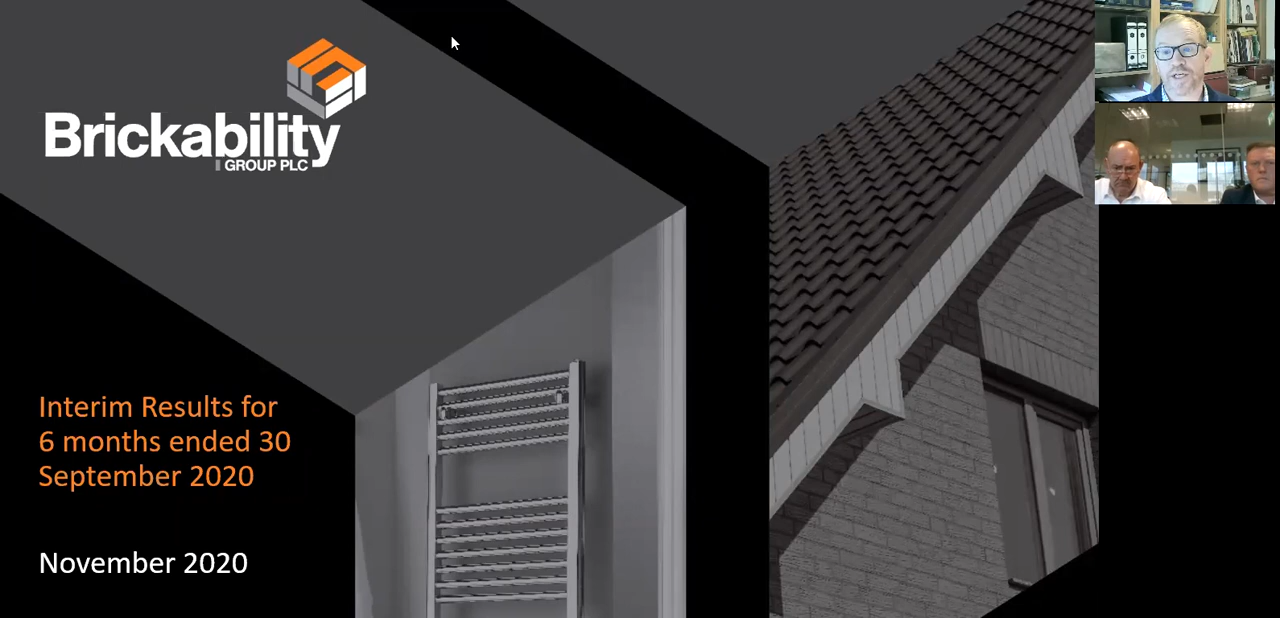 Brickability
GROUP PLC
Interim Results for
6 months ended 30
September 2020
November 2020